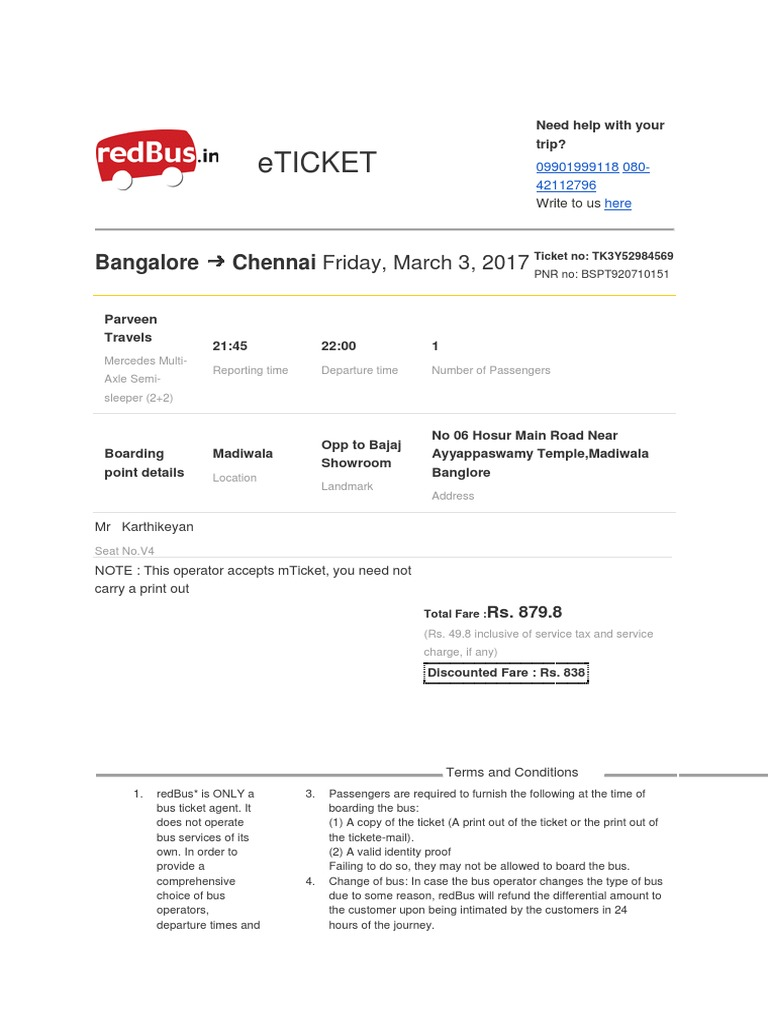 redBus.in
eTICKET
Need help with your
trip?
09901999118 080-
42112796
Write to us here
Bangalore ➔ Chennai Friday, March 3, 2017
Ticket no: TK3Y52984569
PNR no: BSPT920710151
Parveen
Travels
Mercedes Multi-
Axle Semi-
sleeper (2+2)
21:45
Reporting time
22:00
Departure time
1
Number of Passengers
Boarding
point details
Madiwala
Location
Opp to Bajaj
Showroom
Landmark
No 06 Hosur Main Road Near
Ayyappaswamy Temple,Madiwala
Banglore
Address
Mr Karthikeyan
Seat No.V4
NOTE : This operator accepts mTicket, you need not
carry a print out
Total Fare :Rs. 879.8
(Rs. 49.8 inclusive of service tax and service
charge, if any)
Discounted Fare : Rs. 838
Terms and Conditions
1. redBus* is ONLY a
bus ticket agent. It
does not operate
bus services of its
own. In order to
provide a
comprehensive
choice of bus
operators,
departure times and
3. Passengers are required to furnish the following at the time of
boarding the bus:
(1) A copy of the ticket (A print out of the ticket or the print out of
the tickete-mail).
(2) A valid identity proof
Failing to do so, they may not be allowed to board the bus.
4. Change of bus: In case the bus operator changes the type of bus
due to some reason, redBus will refund the differential amount to
the customer upon being intimated by the customers in 24
hours of the journey.